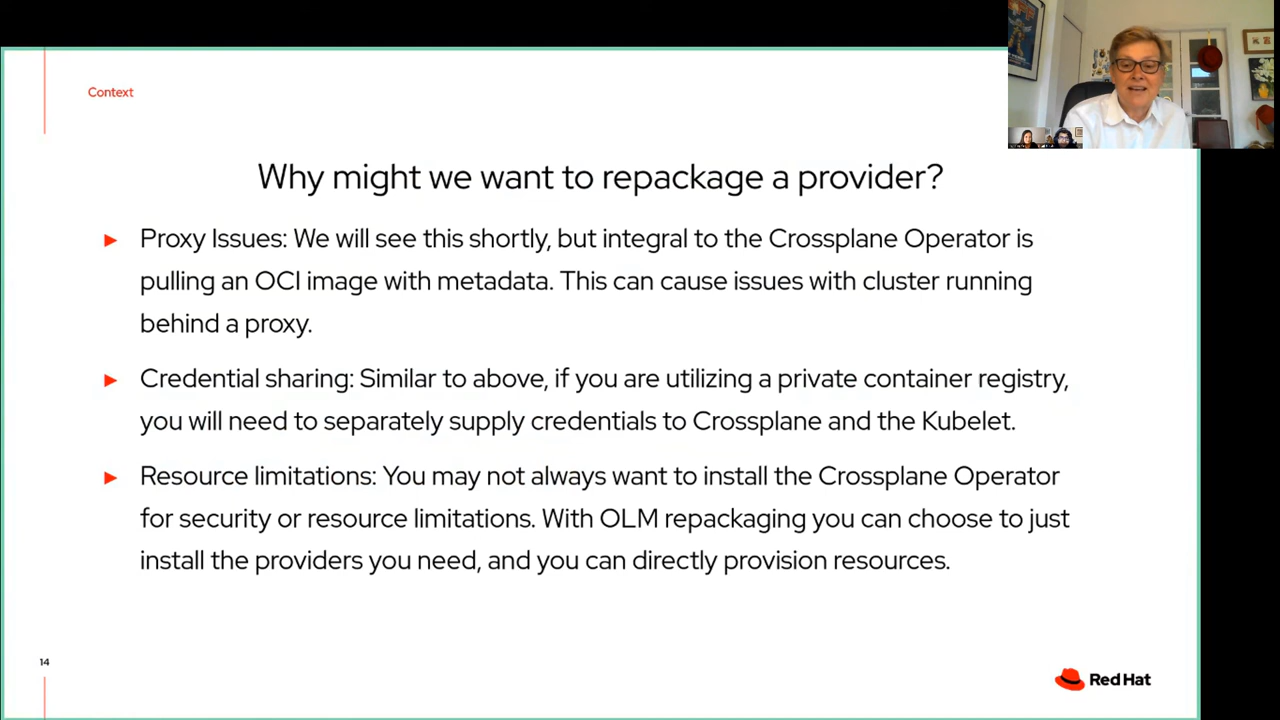 Context
Why might we want to repackage a provider?
► Proxy Issues: We will see this shortly, but integral to the Crossplane Operator is
pulling an OCI image with metadata. This can cause issues with cluster running
behind a proxy.
► Credential sharing: Similar to above, if you are utilizing a private container registry,
you will need to separately supply credentials to Crossplane and the Kubelet.
► Resource limitations: You may not always want to install the Crossplane Operator
for security or resource limitations. With OLM repackaging you can choose to just
install the providers you need, and you can directly provision resources.
14
Red Hat